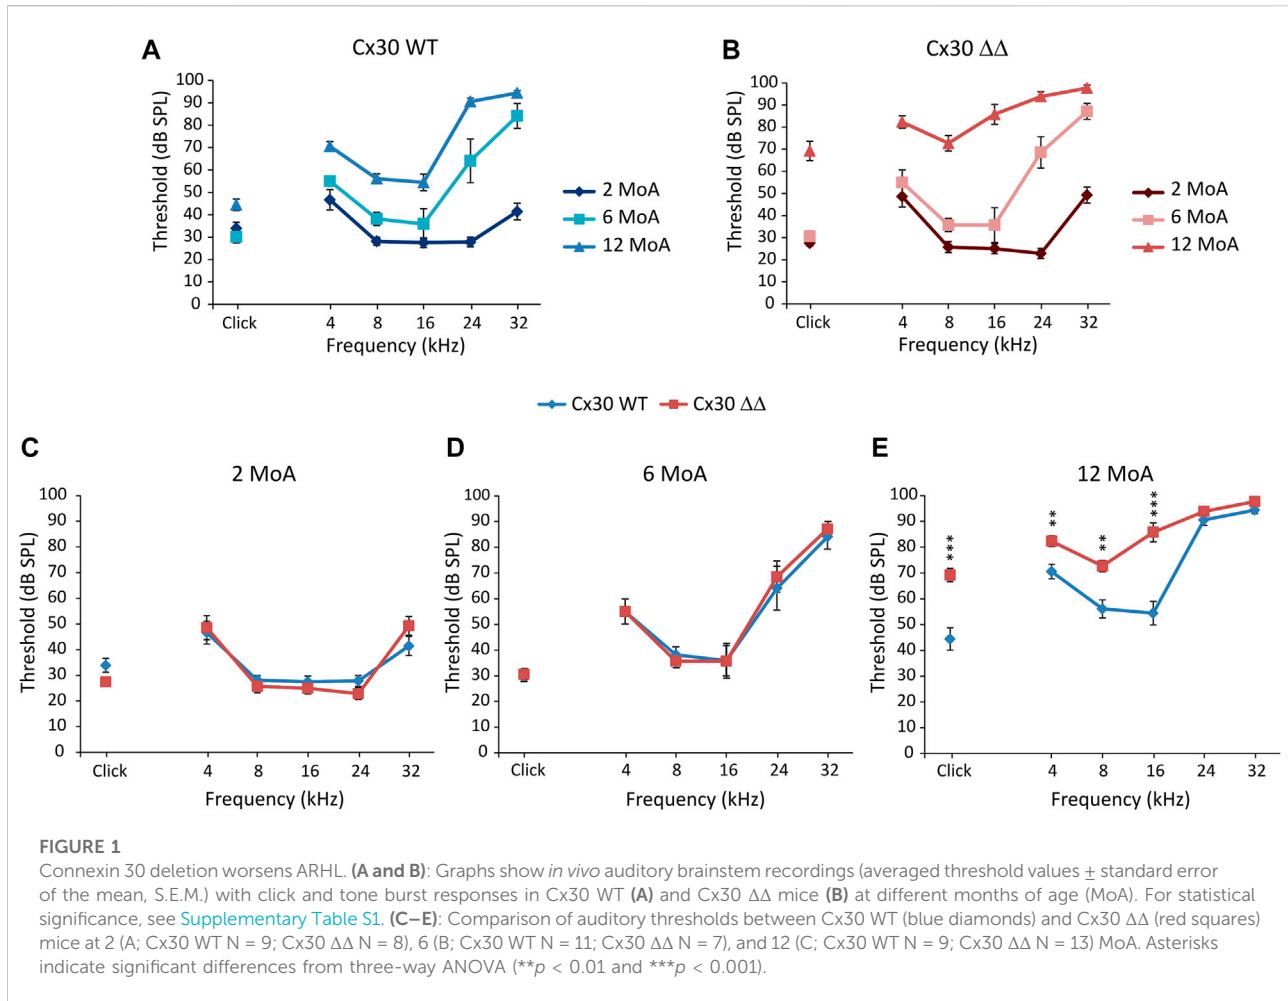 A
Cx30 WT
Threshold (dB SPL)
100
90
80
70
60
50
40
30
20
10
0
Click
4
8
16
24
32
Frequency (kHz)
2 MoA
6 MoA
12 MoA
B
Cx30 ΔΔ
Threshold (dB SPL)
100
90
80
70
60
50
40
30
20
10
0
Click
4
8
16
24
32
Frequency (kHz)
2 MoA
6 MoA
12 MoA
Cx30 WT Cx30 ΔΔ
C
2 MoA
Threshold (dB SPL)
100
90
80
70
60
50
40
30
20
10
0
Click
4
8
16
24
32
Frequency (kHz)
D
6 MoA
Threshold (dB SPL)
100
90
80
70
60
50
40
30
20
10
0
Click
4
8
16
24
32
Frequency (kHz)
E
12 MoA
Threshold (dB SPL)
100
90
80
70
60
50
40
30
20
10
0
***
**
**
***
Click
4
8
16
24
32
Frequency (kHz)
FIGURE 1
Connexin 30 deletion worsens ARHL. (A and B): Graphs show in vivo auditory brainstem recordings (averaged threshold values ± standard error
of the mean, S.E.M.) with click and tone burst responses in Cx30 WT (A) and Cx30 ΔΔ mice (B) at different months of age (MoA). For statistical
significance, see Supplementary Table S1. (C–E): Comparison of auditory thresholds between Cx30 WT (blue diamonds) and Cx30 ΔΔ (red squares)
mice at 2 (A; Cx30 WT N = 9; Cx30 ΔΔ N = 8), 6 (B; Cx30 WT N = 11; Cx30 ΔΔ N = 7), and 12 (C; Cx30 WT N = 9; Cx30 ΔΔ N = 13) MoA. Asterisks
indicate significant differences from three-way ANOVA (**p < 0.01 and ***p < 0.001).